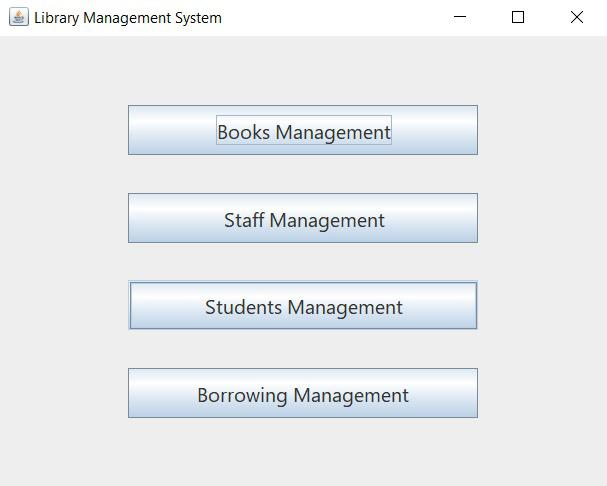 Library Management System
Books Management
Staff Management
Students Management
Borrowing Management